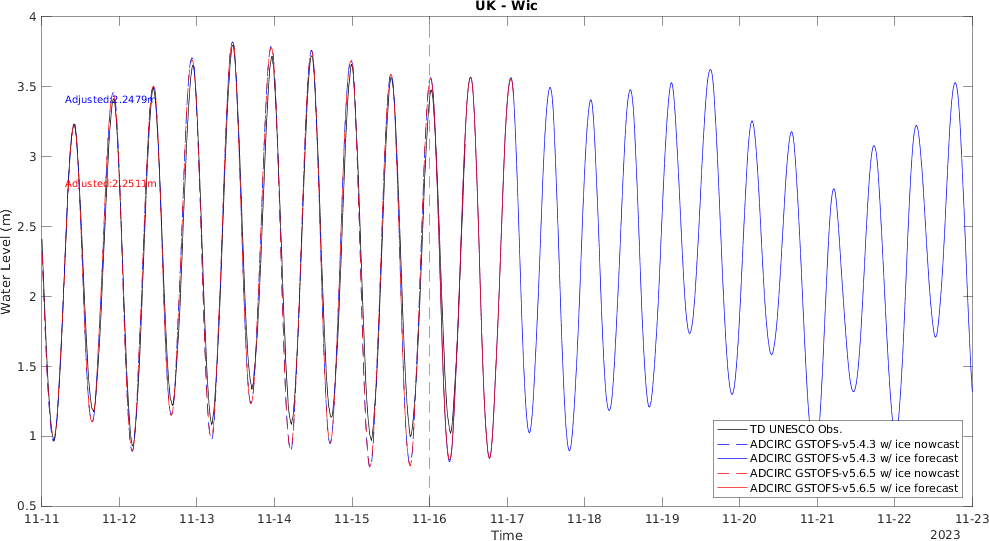 UK - Wic
4
3.5
3
2.5
2
1.5
1
0.5
Water Level (m)
Adjusted:2.2479m
Adjusted:2.2511m
TD UNESCO Obs.
ADCIRC GSTOFS-v5.4.3 w/ ice nowcast
ADCIRC GSTOFS-v5.4.3 w/ ice forecast
ADCIRC GSTOFS-v5.6.5 w/ ice nowcast
ADCIRC GSTOFS-v5.6.5 w/ ice forecast
11-11 11-12 11-13 11-14 11-15 11-16 11-17 11-18 11-19 11-20 11-21 11-22 11-23
Time
2023